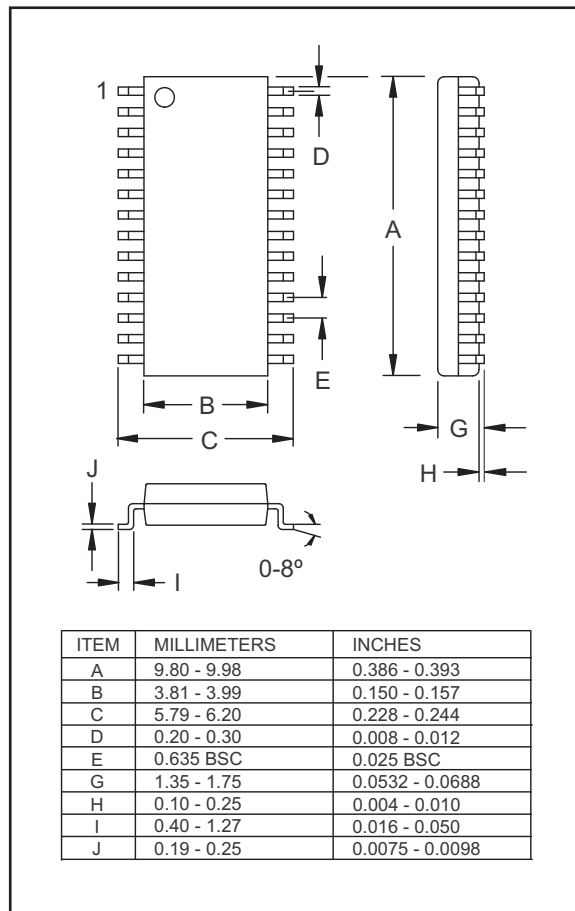 1
D
A
E
B
C
G
H
J
I
0-8º
ITEM MILLIMETERS INCHES
A 9.80 - 9.98 0.386 - 0.393
B 3.81 - 3.99 0.150 - 0.157
C 5.79 - 6.20 0.228 - 0.244
D 0.20 - 0.30 0.008 - 0.012
E 0.635 BSC 0.025 BSC
G 1.35 - 1.75 0.0532 - 0.0688
H 0.10 - 0.25 0.004 - 0.010
I 0.40 - 1.27 0.016 - 0.050
J 0.19 - 0.25 0.0075 - 0.0098